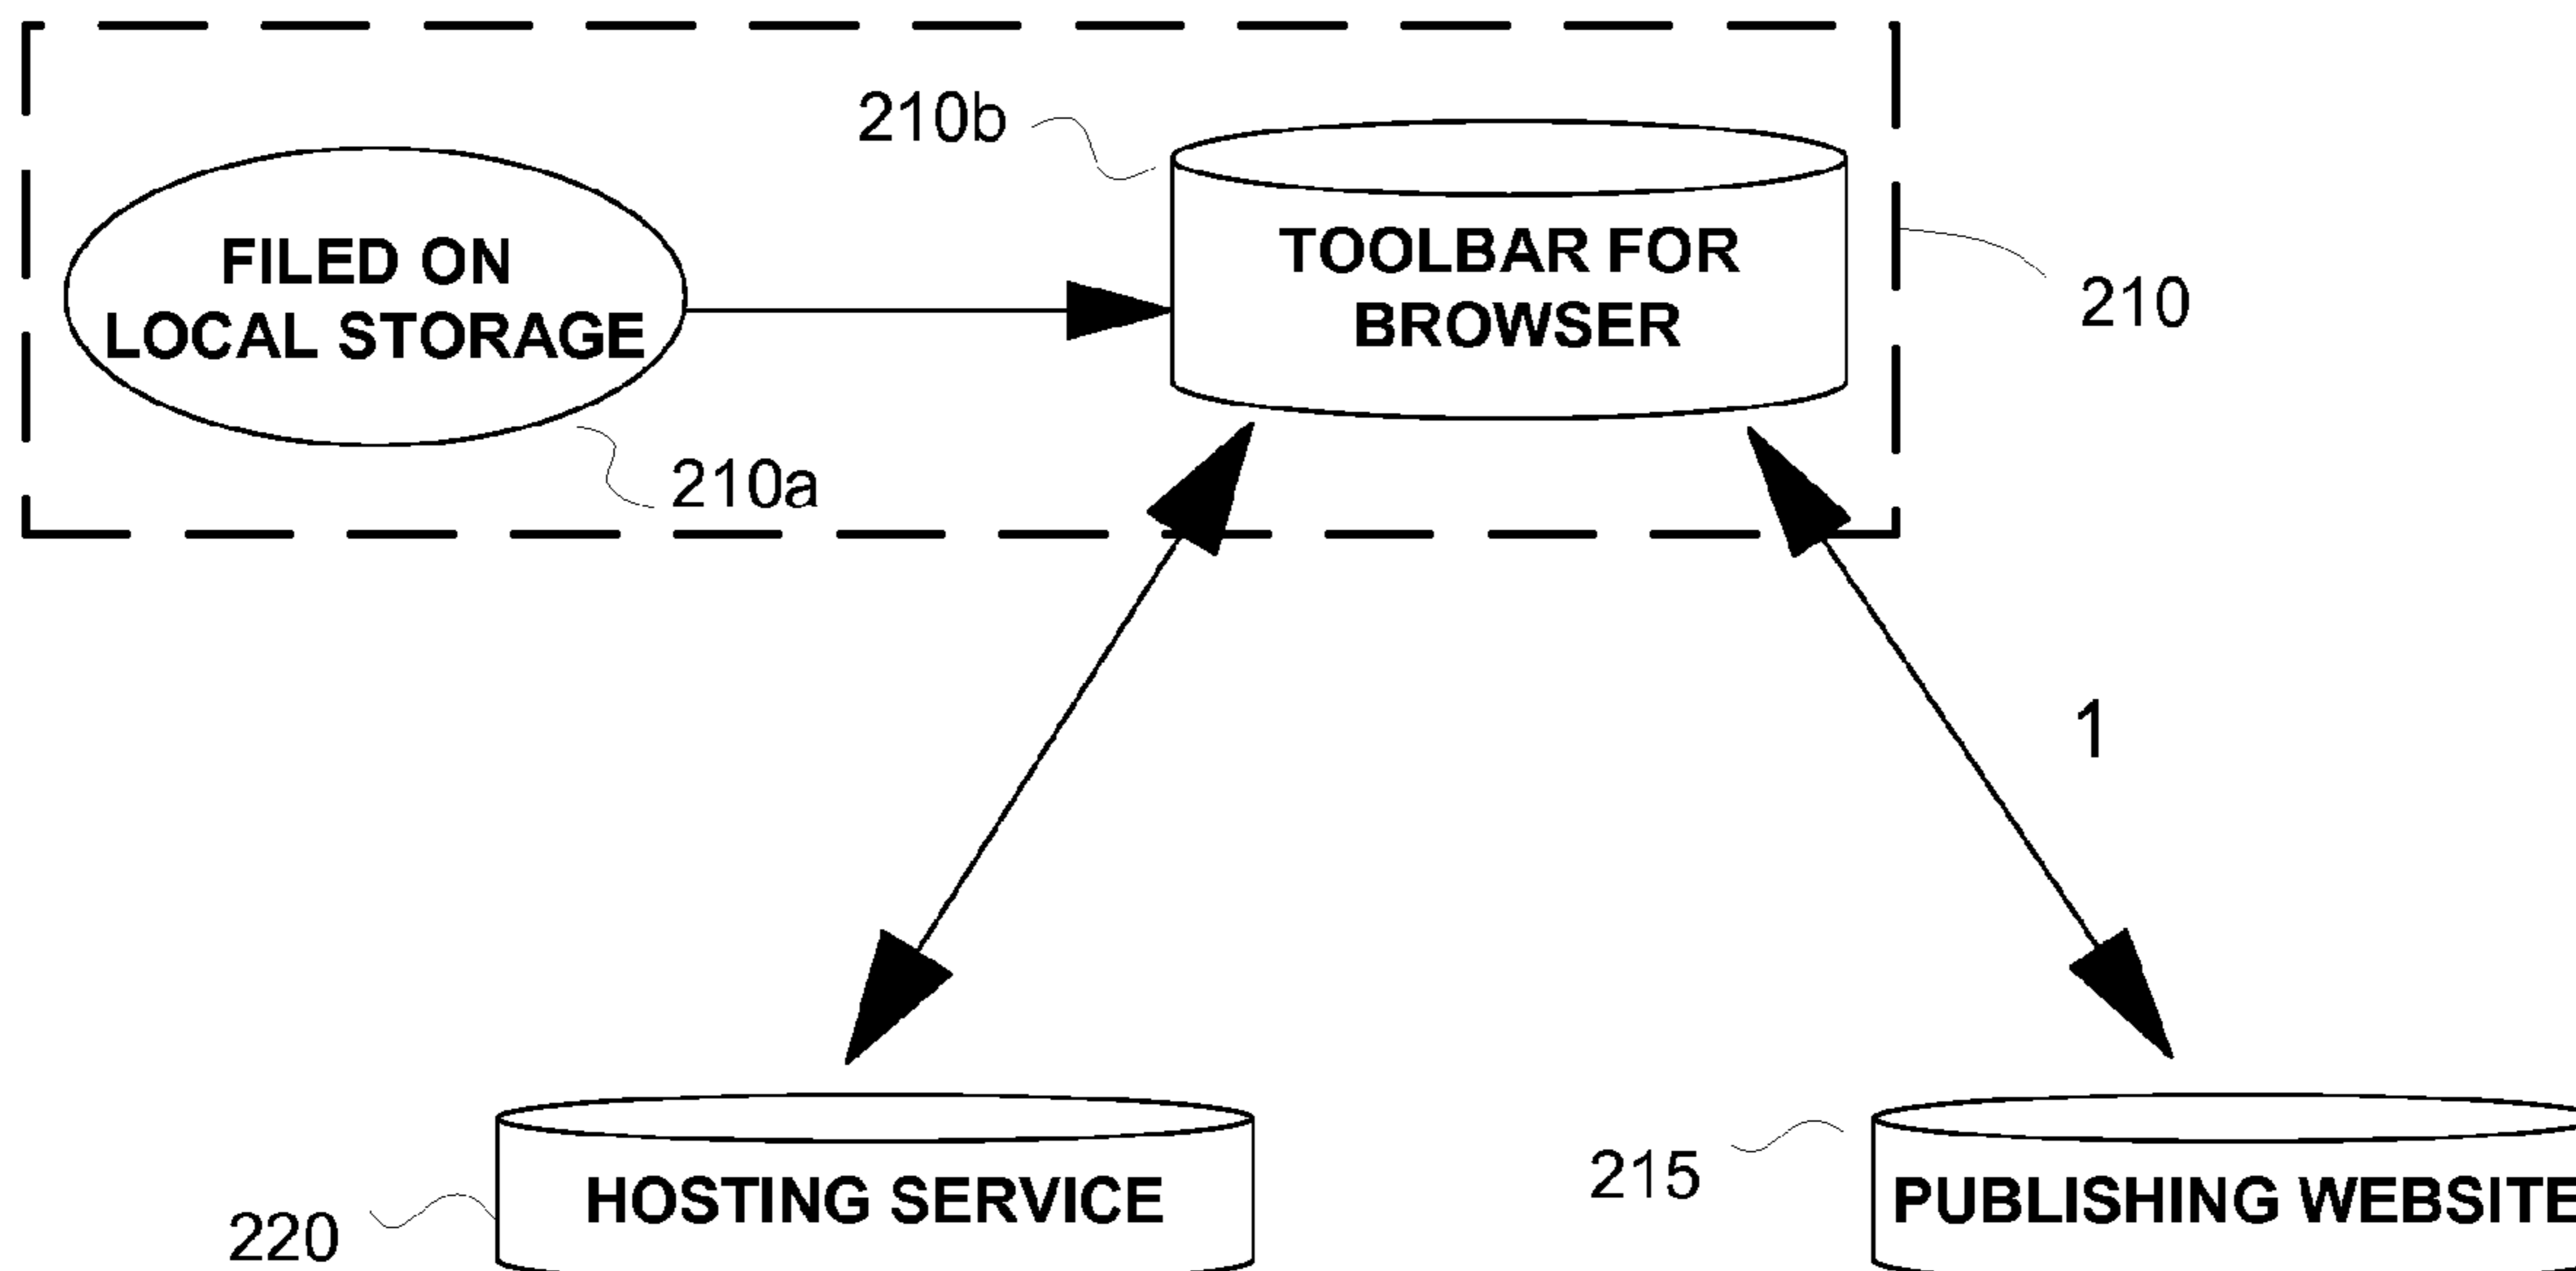 210b
FILED ON
LOCAL STORAGE
TOOLBAR FOR
BROWSER
210
210a
1
HOSTING SERVICE
220
215
PUBLISHING WEBSITE